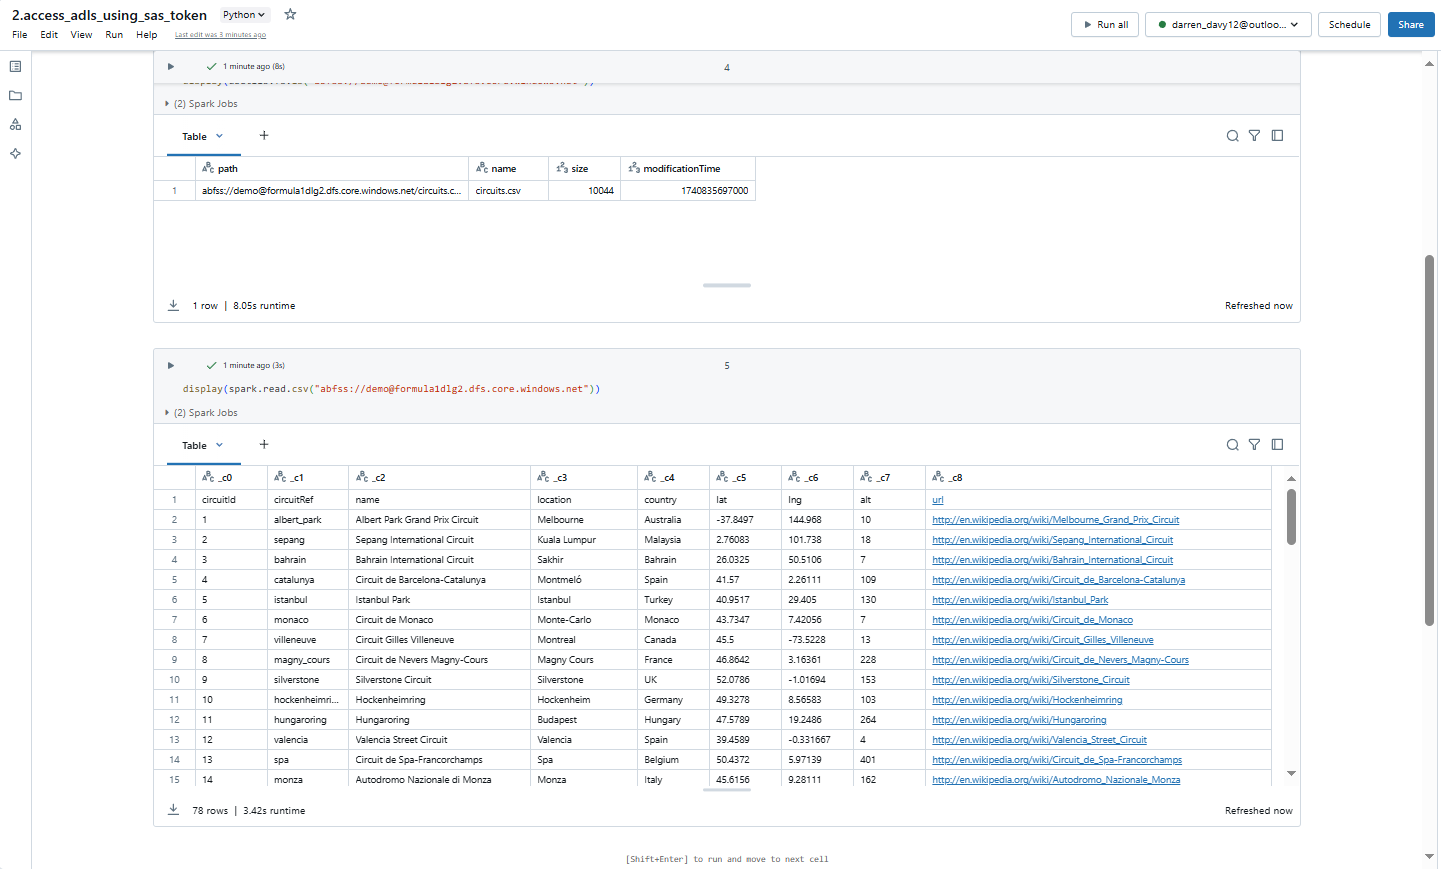 2.access_adls_using_sas_token Python
File Edit View Run Help Last edit was 3 minutes ago
Run all darren_davy12@outloo... Schedule Share
1 minute ago (8s) 4
(2) Spark Jobs
Table +
path name size modificationTime
1 abfss://demo@formula1dlg2.dfs.core.windows.net/circuits.c... circuits.csv 10044 1740835697000
1 row | 8.05s runtime Refreshed now
1 minute ago (3s) 5
display(spark.read.csv("abfss://demo@formula1dlg2.dfs.core.windows.net"))
(2) Spark Jobs
Table +
_c0 _c1 _c2 _c3 _c4 _c5 _c6 _c7 _c8
1 circuitId circuitRef name location country lat lng alt url
2 1 albert_park Albert Park Grand Prix Circuit Melbourne Australia -37.8497 144.968 10 http://en.wikipedia.org/wiki/Melbourne_Grand_Prix_Circuit
3 2 sepang Sepang International Circuit Kuala Lumpur Malaysia 2.76083 101.738 18 http://en.wikipedia.org/wiki/Sepang_International_Circuit
4 3 bahrain Bahrain International Circuit Sakhir Bahrain 26.0325 50.5106 7 http://en.wikipedia.org/wiki/Bahrain_International_Circuit
5 4 catalunya Circuit de Barcelona-Catalunya Montmeló Spain 41.57 2.26111 109 http://en.wikipedia.org/wiki/Circuit_de_Barcelona-Catalunya
6 5 istanbul Istanbul Park Istanbul Turkey 40.9517 29.405 130 http://en.wikipedia.org/wiki/Istanbul_Park
7 6 monaco Circuit de Monaco Monte-Carlo Monaco 43.7347 7.42056 7 http://en.wikipedia.org/wiki/Circuit_de_Monaco
8 7 villeneuve Circuit Gilles Villeneuve Montreal Canada 45.5 -73.5228 13 http://en.wikipedia.org/wiki/Circuit_Gilles_Villeneuve
9 8 magny_cours Circuit de Nevers Magny-Cours Magny Cours France 46.8642 3.16361 228 http://en.wikipedia.org/wiki/Circuit_de_Nevers_Magny-Cours
10 9 silverstone Silverstone Circuit Silverstone UK 52.0786 -1.01694 153 http://en.wikipedia.org/wiki/Silverstone_Circuit
11 10 hockenheimri... Hockenheimring Hockenheim Germany 49.3278 8.56583 103 http://en.wikipedia.org/wiki/Hockenheimring
12 11 hungaroring Hungaroring Budapest Hungary 47.5789 19.2486 264 http://en.wikipedia.org/wiki/Hungaroring
13 12 valencia Valencia Street Circuit Valencia Spain 39.4589 -0.331667 4 http://en.wikipedia.org/wiki/Valencia_Street_Circuit
14 13 spa Circuit de Spa-Francorchamps Spa Belgium 50.4372 5.97139 401 http://en.wikipedia.org/wiki/Circuit_de_Spa-Francorchamps
15 14 monza Autodromo Nazionale di Monza Monza Italy 45.6156 9.28111 162 http://en.wikipedia.org/wiki/Autodromo_Nazionale_Monza
78 rows | 3.42s runtime Refreshed now
[Shift+Enter] to run and move to next cell